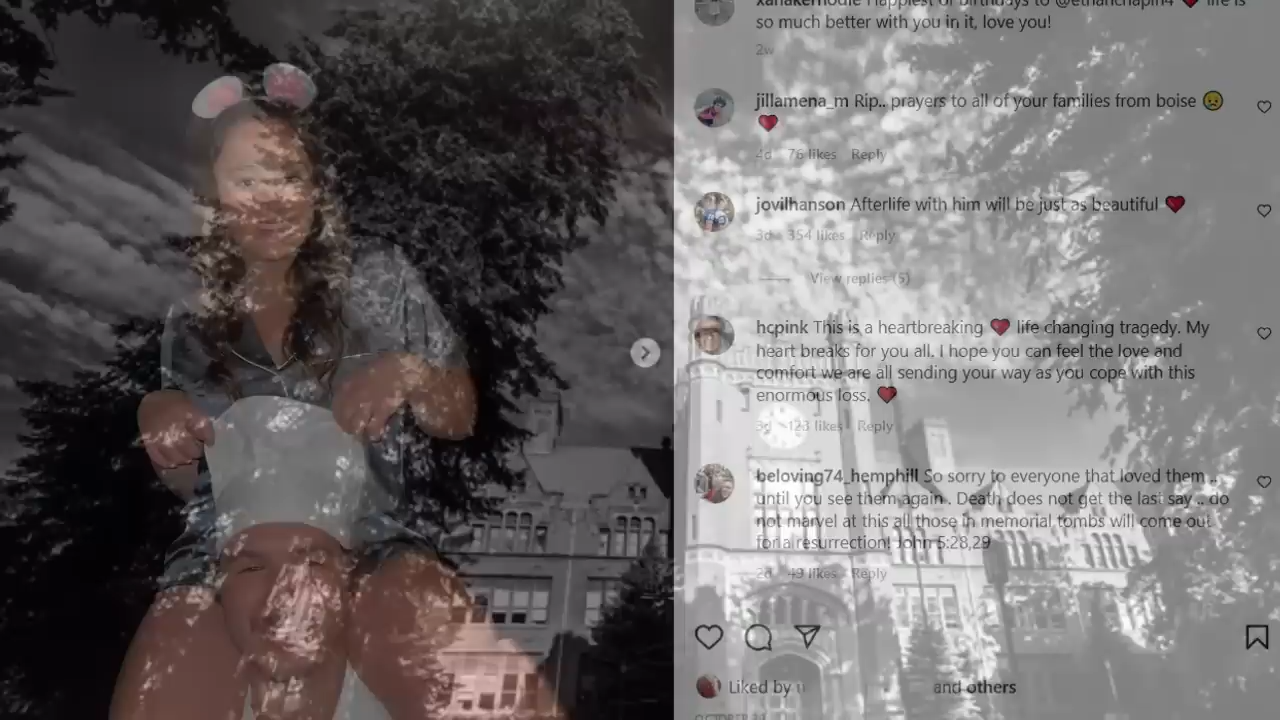 xanakernodle Happiest of birthdays to @ethanchapin4 ❤️ life is
so much better with you in it, love you!
2w
jillamena_m Rip.. prayers to all of your families from boise 😣
❤️
4d 76 likes Reply
jovilhanson Afterlife with him will be just as beautiful ❤️
3d 354 likes Reply
View replies (5)
hcpink This is a heartbreaking ❤️ life changing tragedy. My
heart breaks for you all. I hope you can feel the love and
comfort we are all sending your way as you cope with this
enormous loss. ❤️
3d 123 likes Reply
beloving74_hemphill So sorry to everyone that loved them ..
until you see them again.. Death does not get the last say .. do
not marvel at this all those in memorial tombs will come out
for a resurrection! John 5:28,29
2d 49 likes Reply
Liked by and others